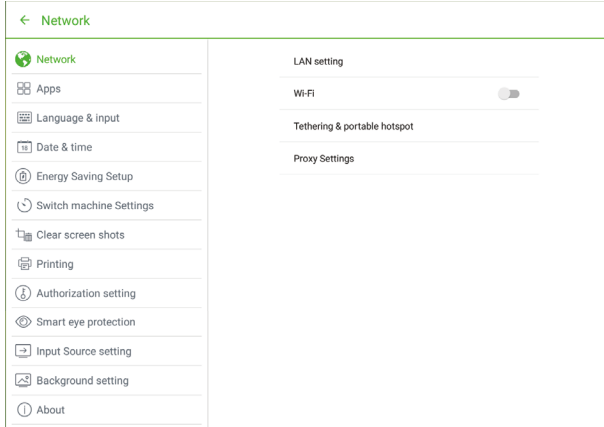 Network
Network
Apps
Language & input
10
Date & time
Energy Saving Setup
Switch machine Settings
Clear screen shots
Printing
Authorization setting
Smart eye protection
Input Source setting
Background setting
About
LAN setting
Wi-Fi
Tethering & portable hotspot
Proxy Settings